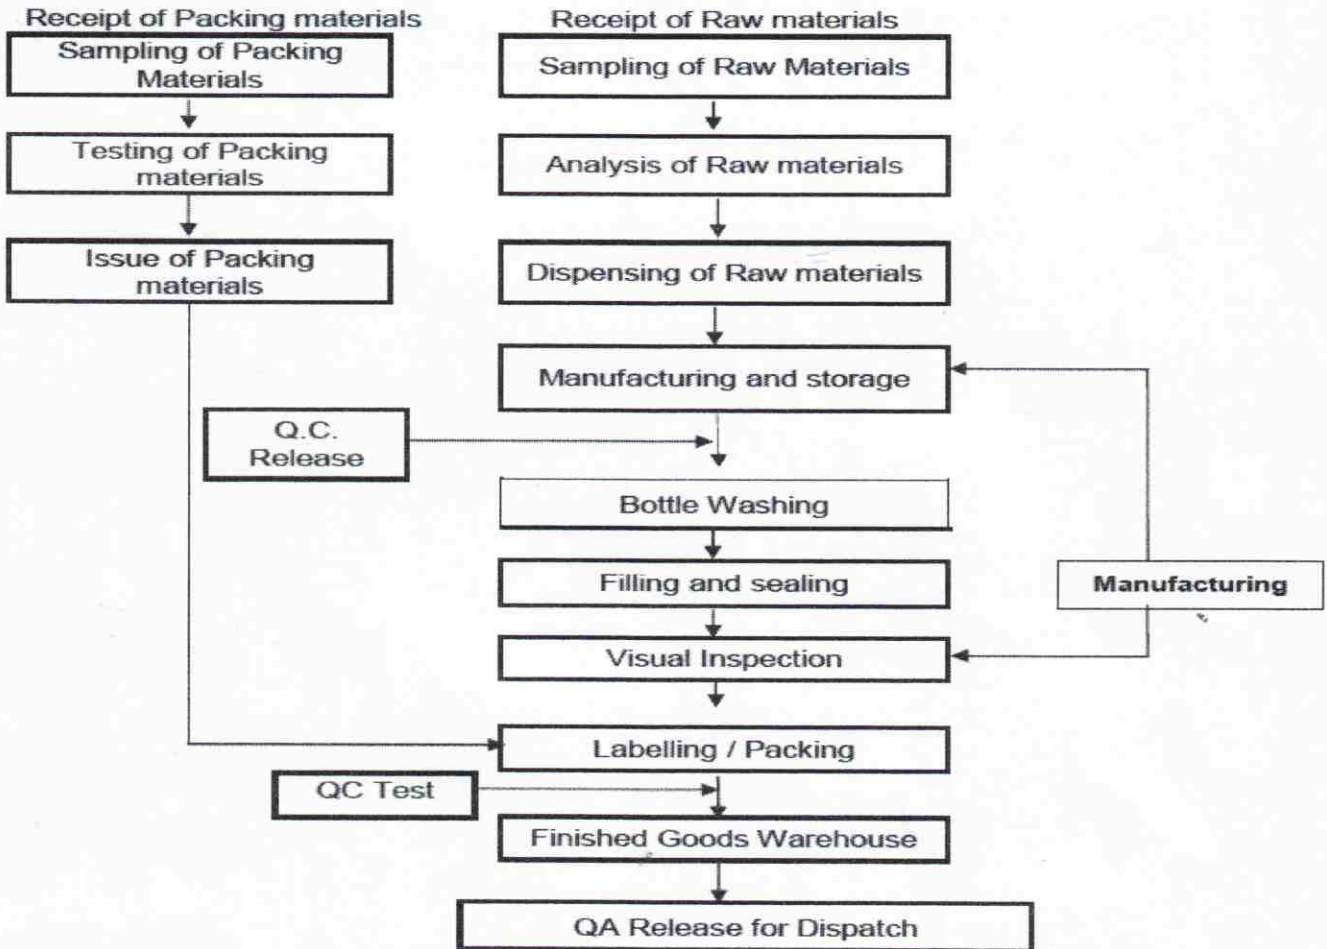 Receipt of Packing materials
Sampling of Packing
Materials
Testing of Packing
materials
Issue of Packing
materials
Receipt of Raw materials
Sampling of Raw Materials
Analysis of Raw materials
Dispensing of Raw materials
Manufacturing and storage
Q.C.
Release
Bottle Washing
Filling and sealing
Manufacturing
Visual Inspection
Labelling / Packing
QC Test
Finished Goods Warehouse
QA Release for Dispatch